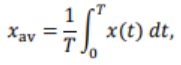 x_av = 1/T ∫_0^T x(t) dt,